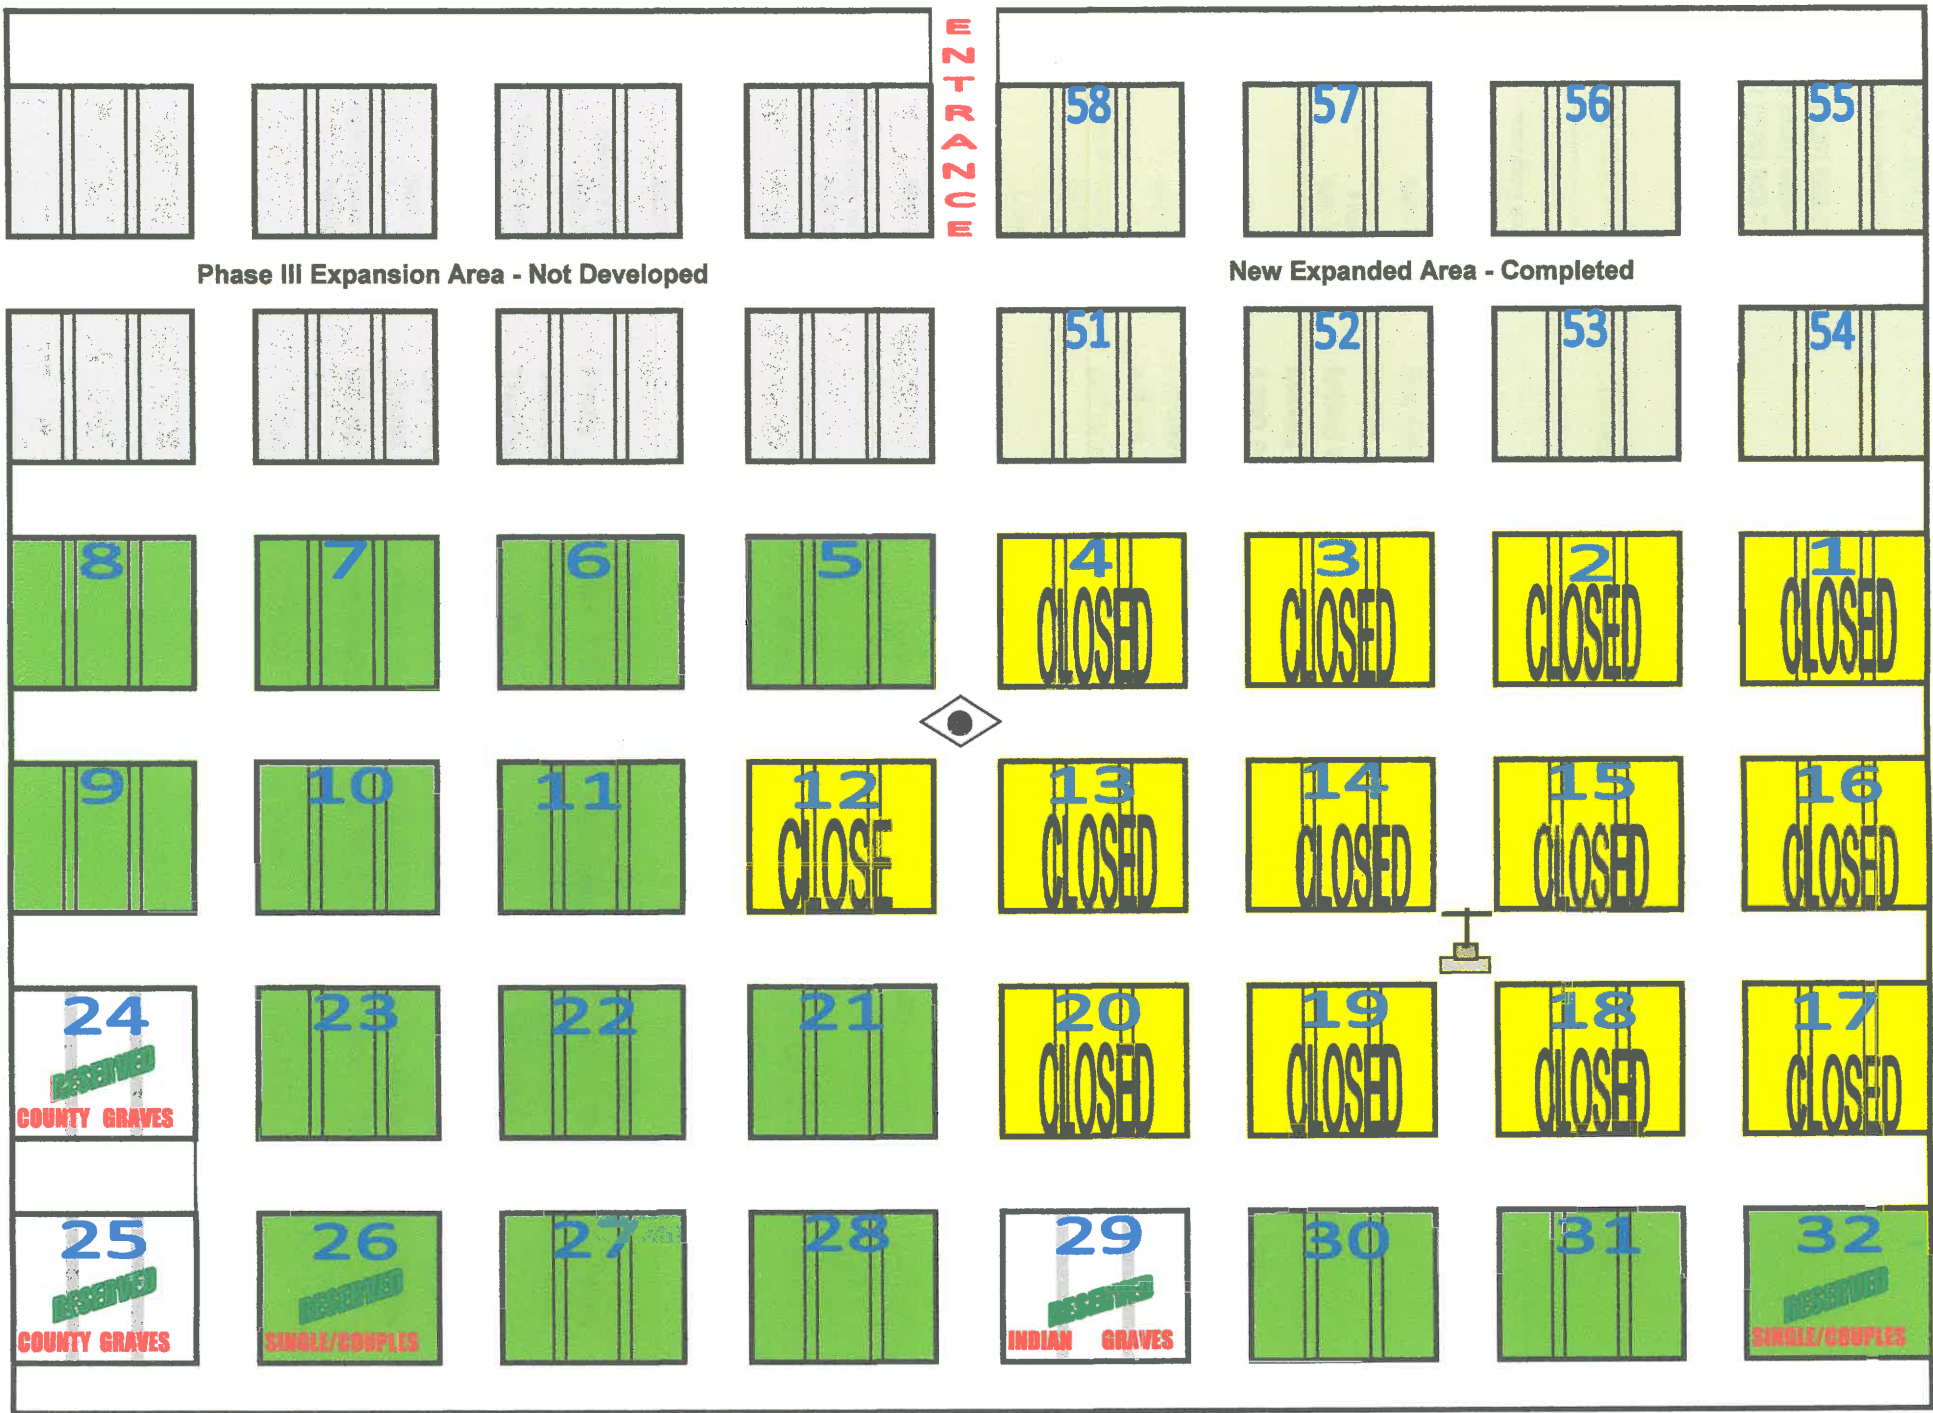 ENTRANCE
58 57 56 55
Phase III Expansion Area - Not Developed
New Expanded Area - Completed
51 52 53 54
8 7 6 5 4 3 2 1
CLOSED CLOSED CLOSED CLOSED
9 10 11 12 13 14 15 16
CLOSE CLOSED CLOSED CLOSED CLOSED
24 23 22 21 20 19 18 17
RESERVED
COUNTY GRAVES
CLOSED CLOSED CLOSED CLOSED
25 26 27 28 29 30 31 32
RESERVED RESERVED RESERVED RESERVED
COUNTY GRAVES SINGLE/COUPLES INDIAN GRAVES SINGLE/COUPLES